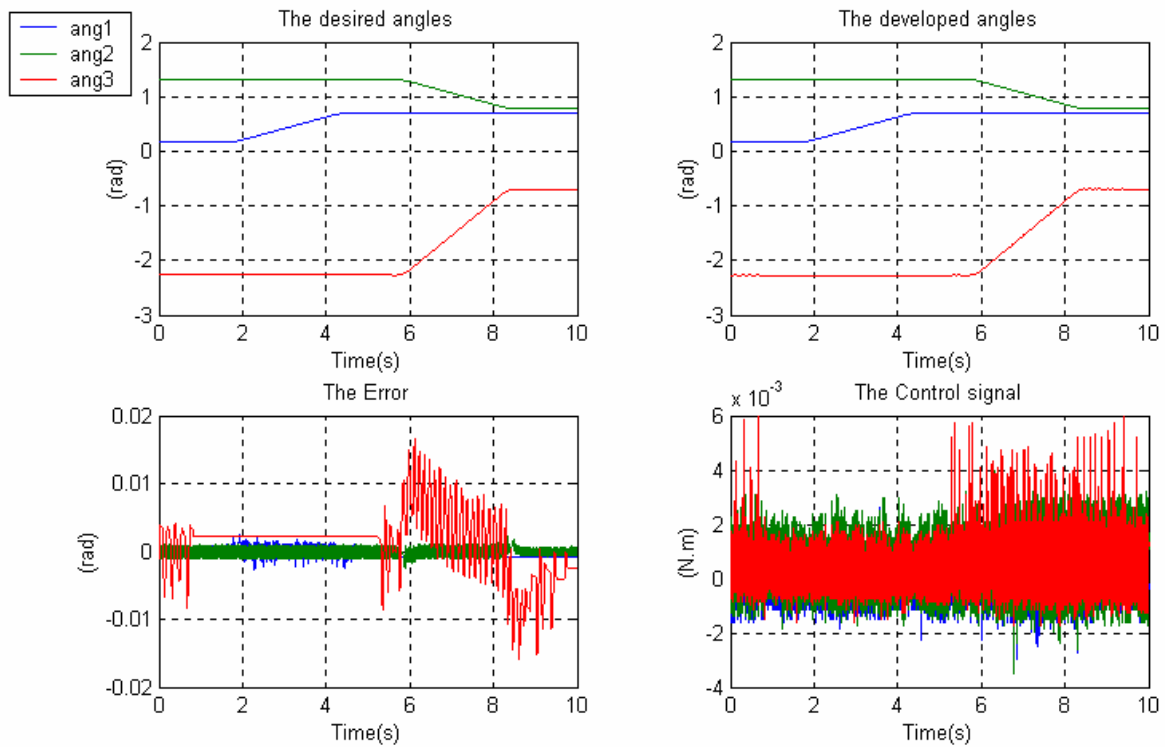 ang1
ang2
ang3
The desired angles
2
1
0
-1
-2
-3
(rad)
0 2 4 6 8 10
Time(s)
The developed angles
2
1
0
-1
-2
-3
(rad)
0 2 4 6 8 10
Time(s)
The Error
0.02
0.01
0
-0.01
-0.02
(rad)
0 2 4 6 8 10
Time(s)
The Control signal
x 10^-3
6
4
2
0
-2
-4
(N.m)
0 2 4 6 8 10
Time(s)